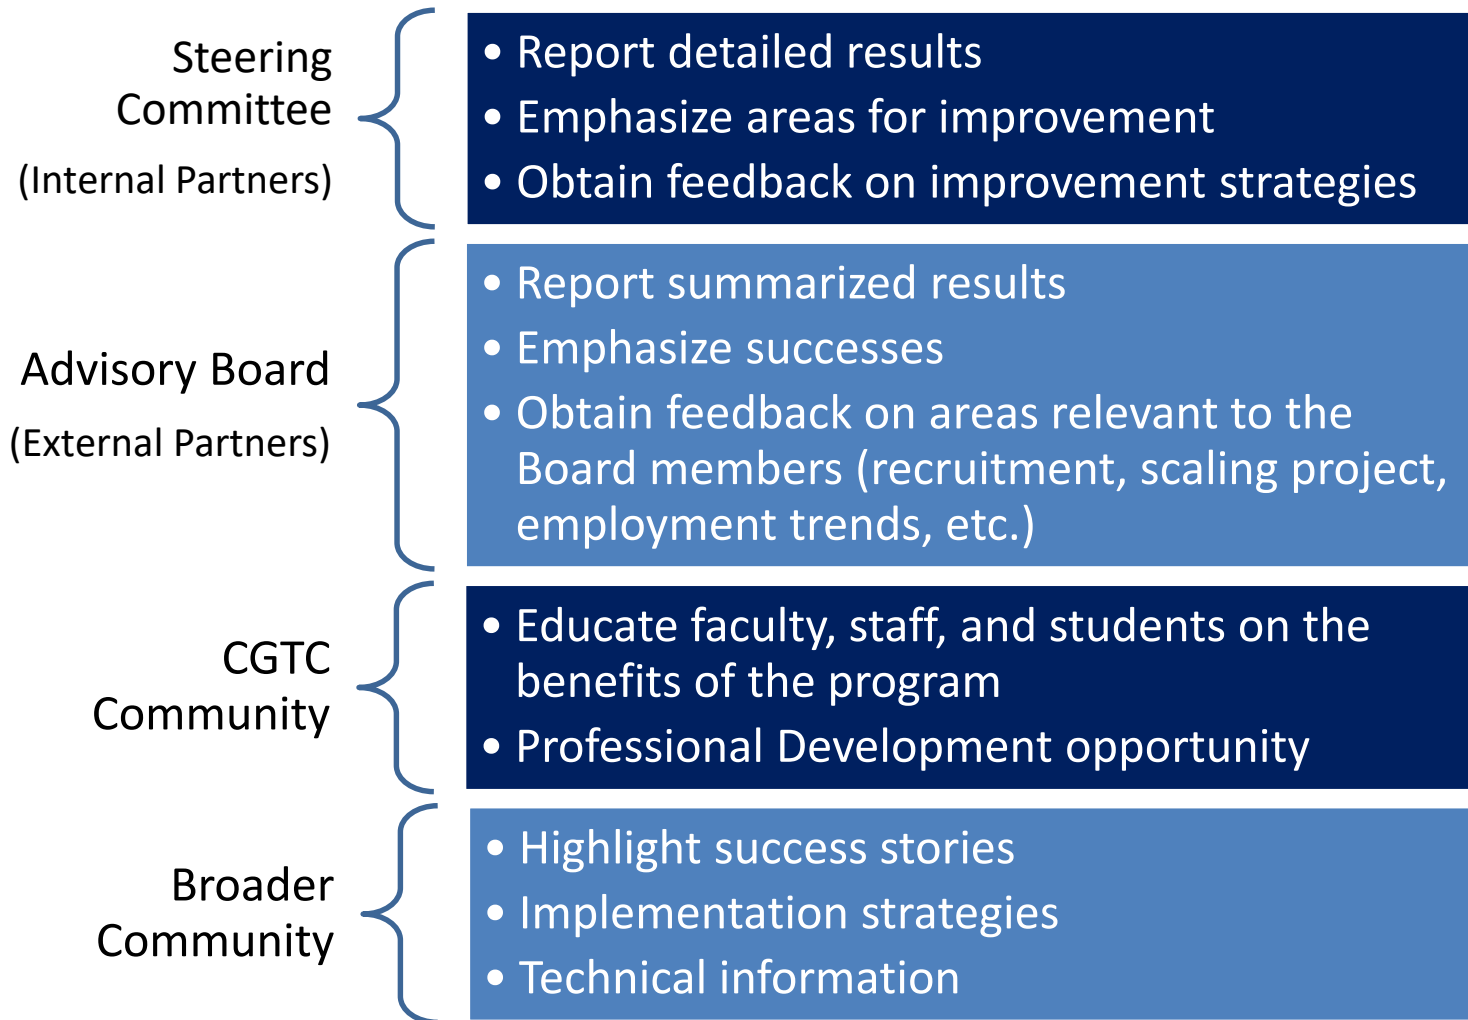 Steering
Committee
(Internal Partners)
• Report detailed results
• Emphasize areas for improvement
• Obtain feedback on improvement strategies
Advisory Board
(External Partners)
• Report summarized results
• Emphasize successes
• Obtain feedback on areas relevant to the
Board members (recruitment, scaling project,
employment trends, etc.)
CGTC
Community
• Educate faculty, staff, and students on the
benefits of the program
• Professional Development opportunity
Broader
Community
• Highlight success stories
• Implementation strategies
• Technical information